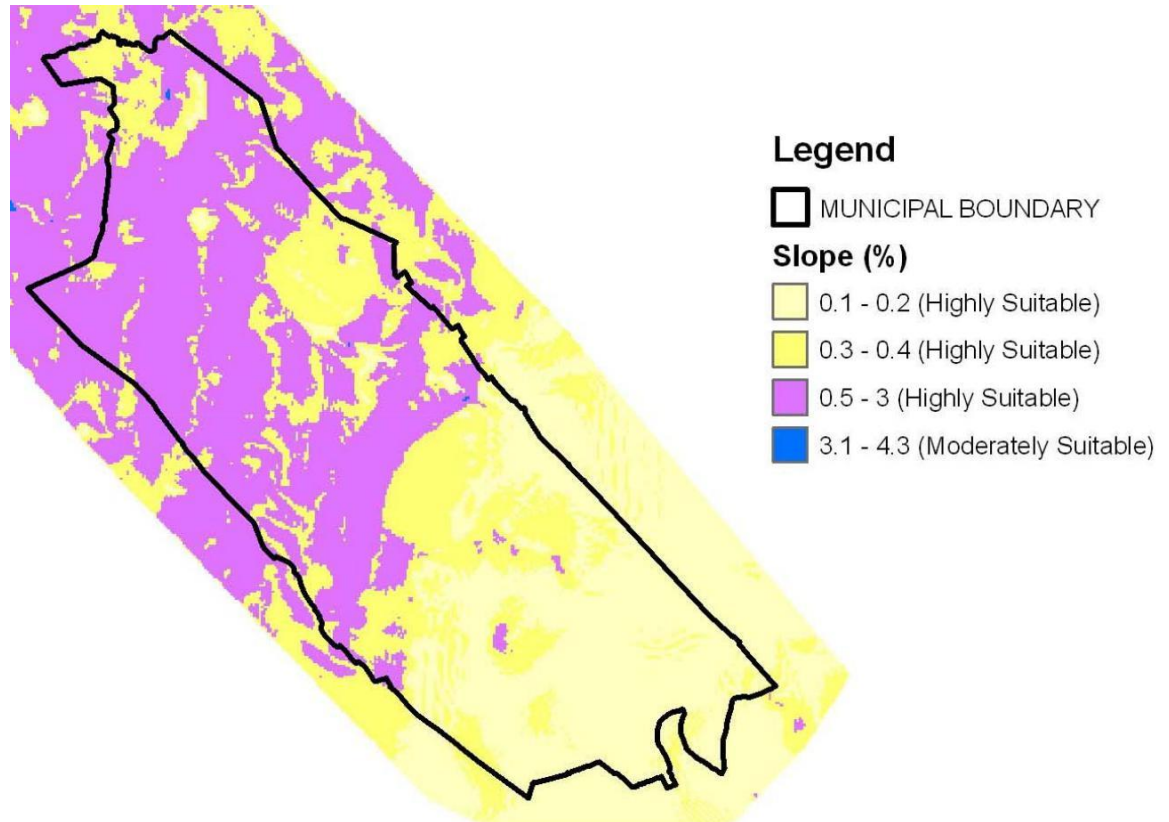 Legend
MUNICIPAL BOUNDARY
Slope (%)
0.1 - 0.2 (Highly Suitable)
0.3 - 0.4 (Highly Suitable)
0.5 - 3 (Highly Suitable)
3.1 - 4.3 (Moderately Suitable)